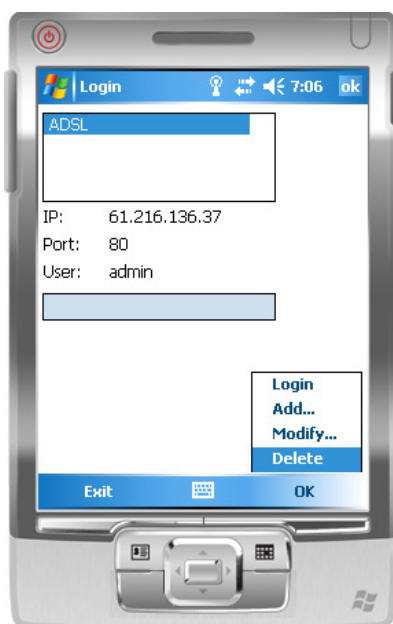 Login 7:06 ok
ADSL
IP: 61.216.136.37
Port: 80
User: admin
Login
Add...
Modify...
Delete
Exit OK